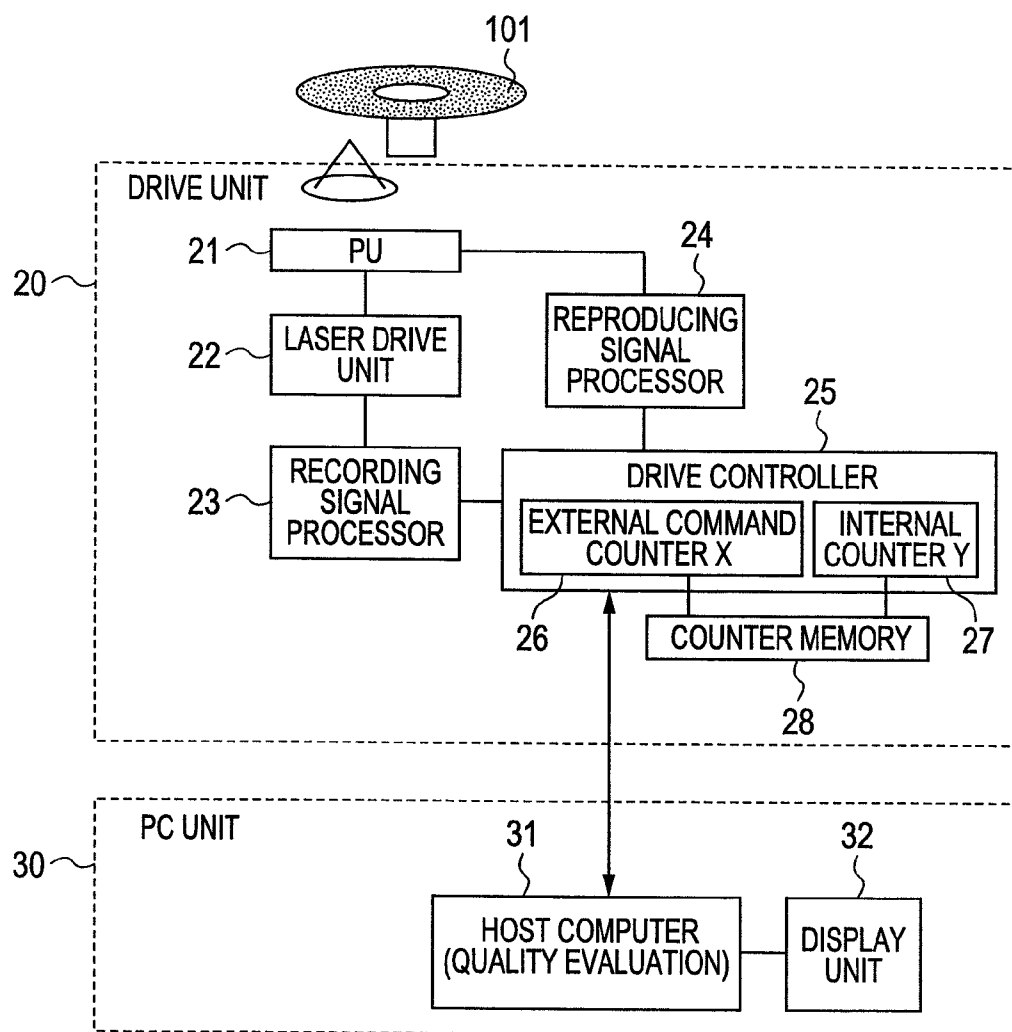 101
DRIVE UNIT
20
21
PU
24
22
LASER DRIVE
UNIT
REPRODUCING
SIGNAL
PROCESSOR
25
23
RECORDING
SIGNAL
PROCESSOR
DRIVE CONTROLLER
EXTERNAL COMMAND
COUNTER X
INTERNAL
COUNTER Y
26
COUNTER MEMORY
27
28
PC UNIT
30
31
32
HOST COMPUTER
(QUALITY EVALUATION)
DISPLAY
UNIT